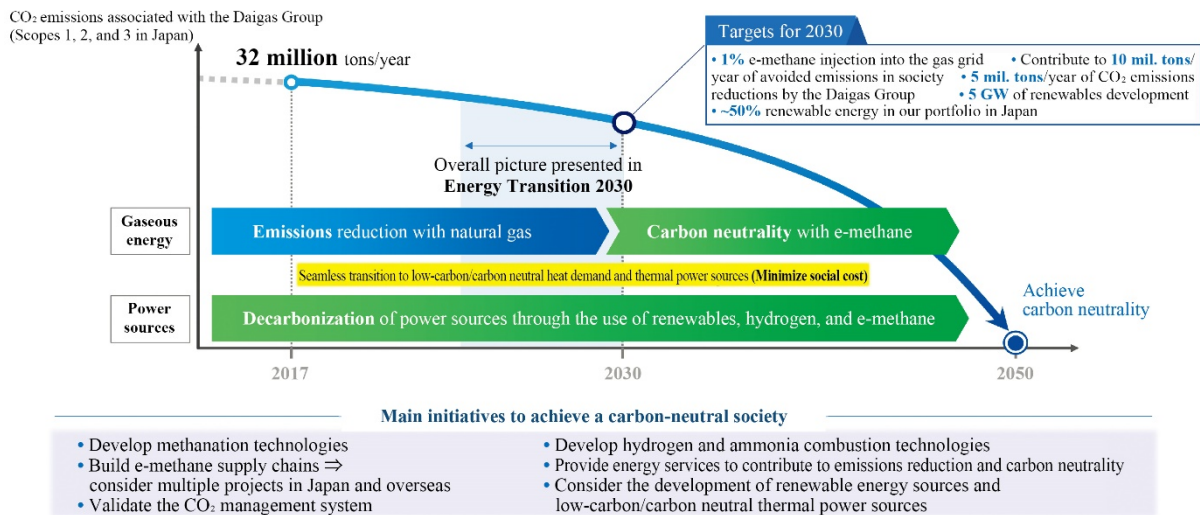 CO₂ emissions associated with the Daigas Group
(Scopes 1, 2, and 3 in Japan)
32 million tons/year
Targets for 2030
• 1% e-methane injection into the gas grid • Contribute to 10 mil. tons/
year of avoided emissions in society • 5 mil. tons/year of CO₂ emissions
reductions by the Daigas Group • 5 GW of renewables development
• ~50% renewable energy in our portfolio in Japan
Overall picture presented in
Energy Transition 2030
Gaseous
energy
Emissions reduction with natural gas
Carbon neutrality with e-methane
Seamless transition to low-carbon/carbon neutral heat demand and thermal power sources (Minimize social cost)
Power
sources
Decarbonization of power sources through the use of renewables, hydrogen, and e-methane
Achieve
carbon neutrality
2017
2030
2050
Main initiatives to achieve a carbon-neutral society
• Develop methanation technologies
• Build e-methane supply chains ⇒
consider multiple projects in Japan and overseas
• Validate the CO₂ management system
• Develop hydrogen and ammonia combustion technologies
• Provide energy services to contribute to emissions reduction and carbon neutrality
• Consider the development of renewable energy sources and
low-carbon/carbon neutral thermal power sources